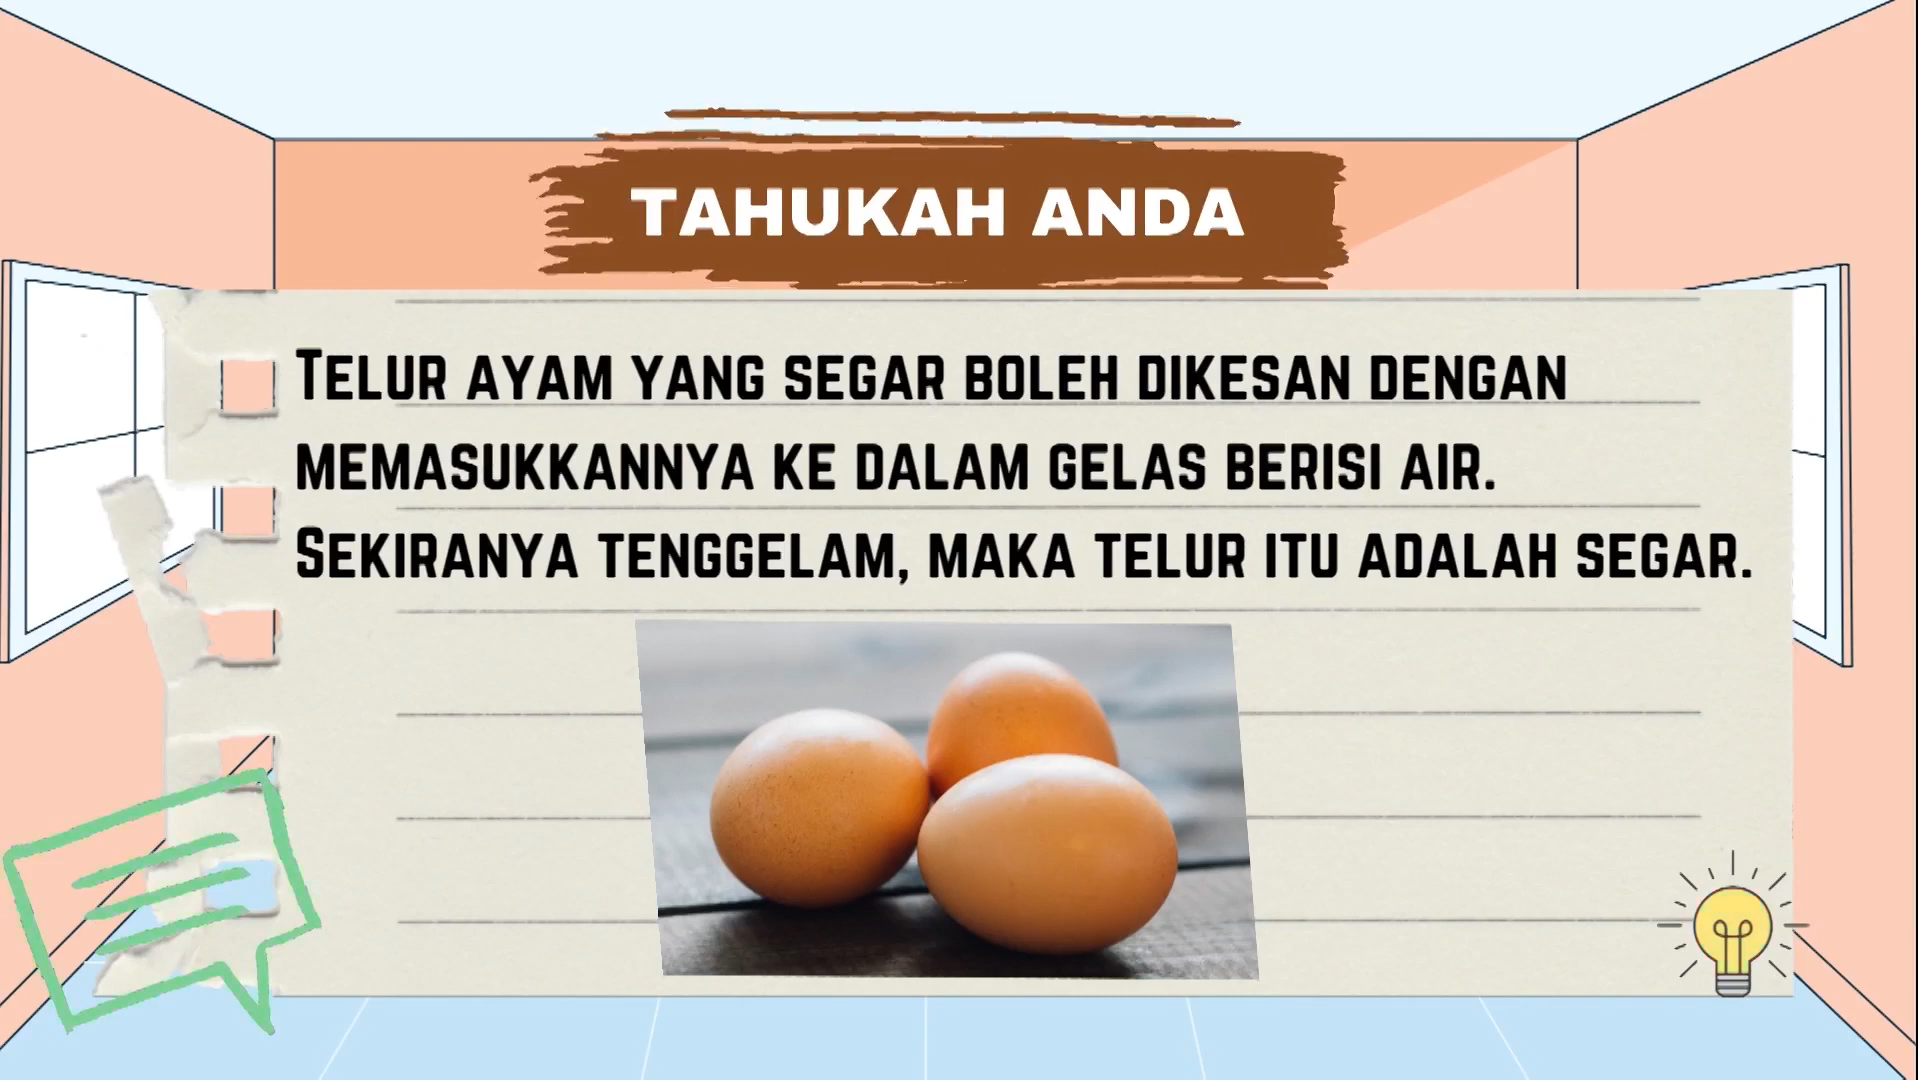 TAHUKAH ANDA
TELUR AYAM YANG SEGAR BOLEH DIKESAN DENGAN
MEMASUKKANNYA KE DALAM GELAS BERISI AIR.
SEKIRANYA TENGGELAM, MAKA TELUR ITU ADALAH SEGAR.